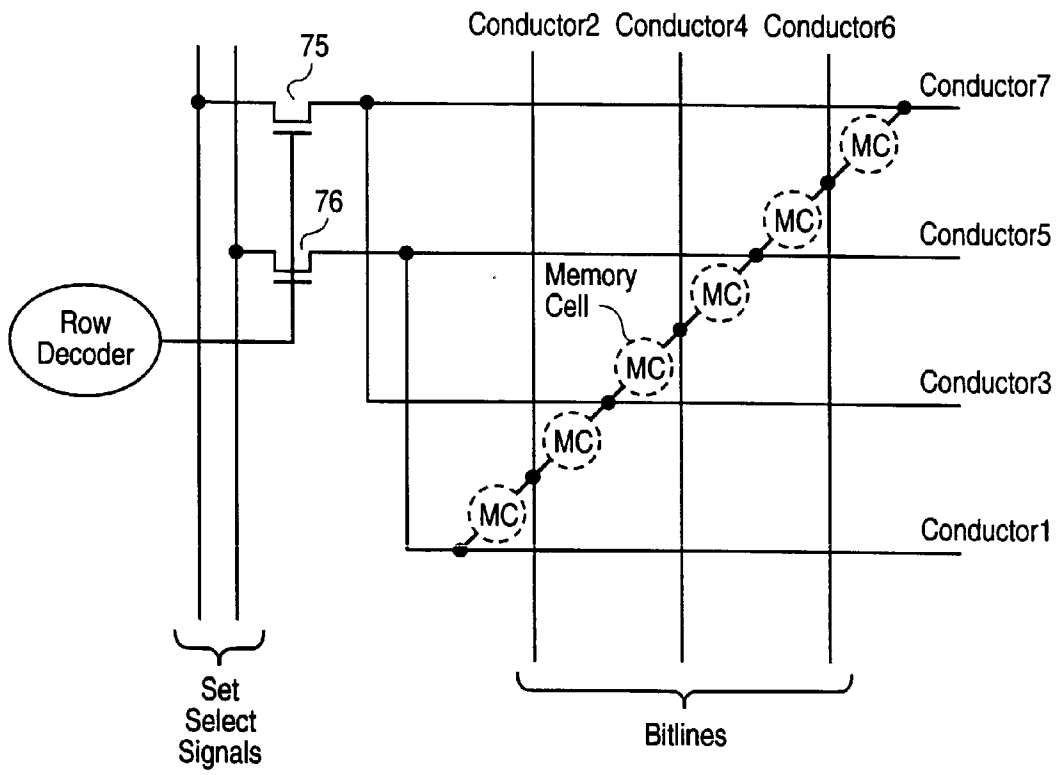 Conductor2 Conductor4 Conductor6
75
Conductor7
MC
76
MC
Conductor5
Memory
Cell
MC
Row
Decoder
MC
Conductor3
MC
MC
Conductor1
Set
Select
Signals
Bitlines